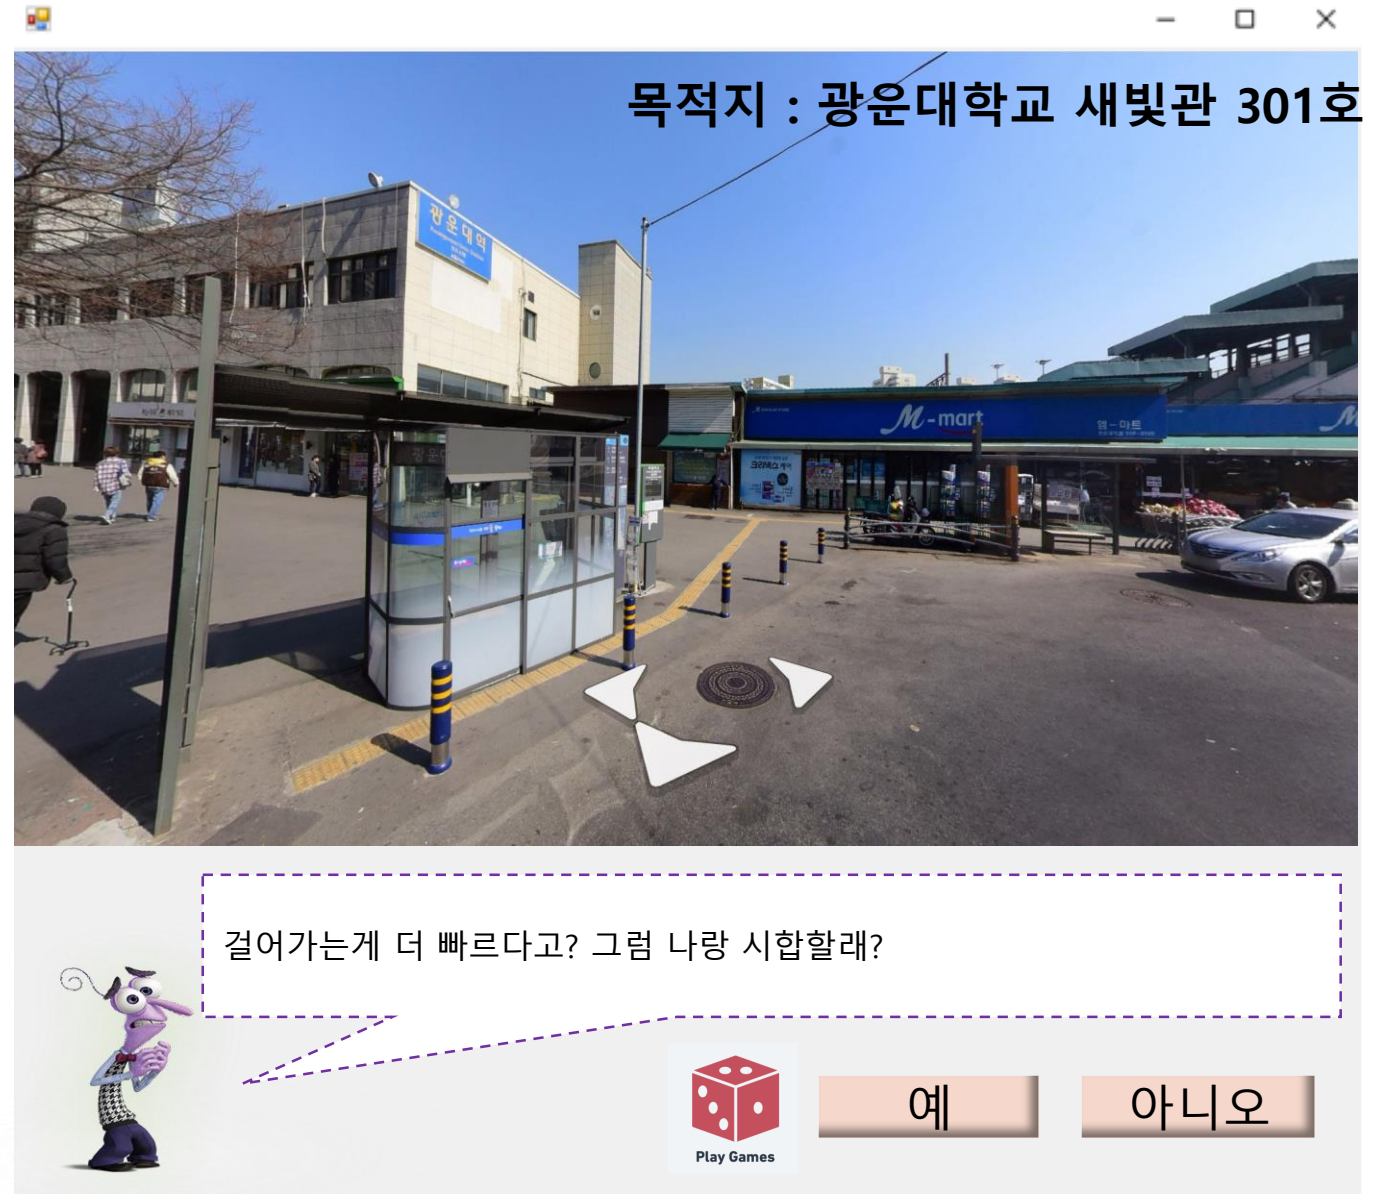 목적지 : 광운대학교 새빛관 301호
광운대역
M-mart
엠-마트
걸어가는게 더 빠르다고? 그럼 나랑 시합할래?
Play Games
예
아니오